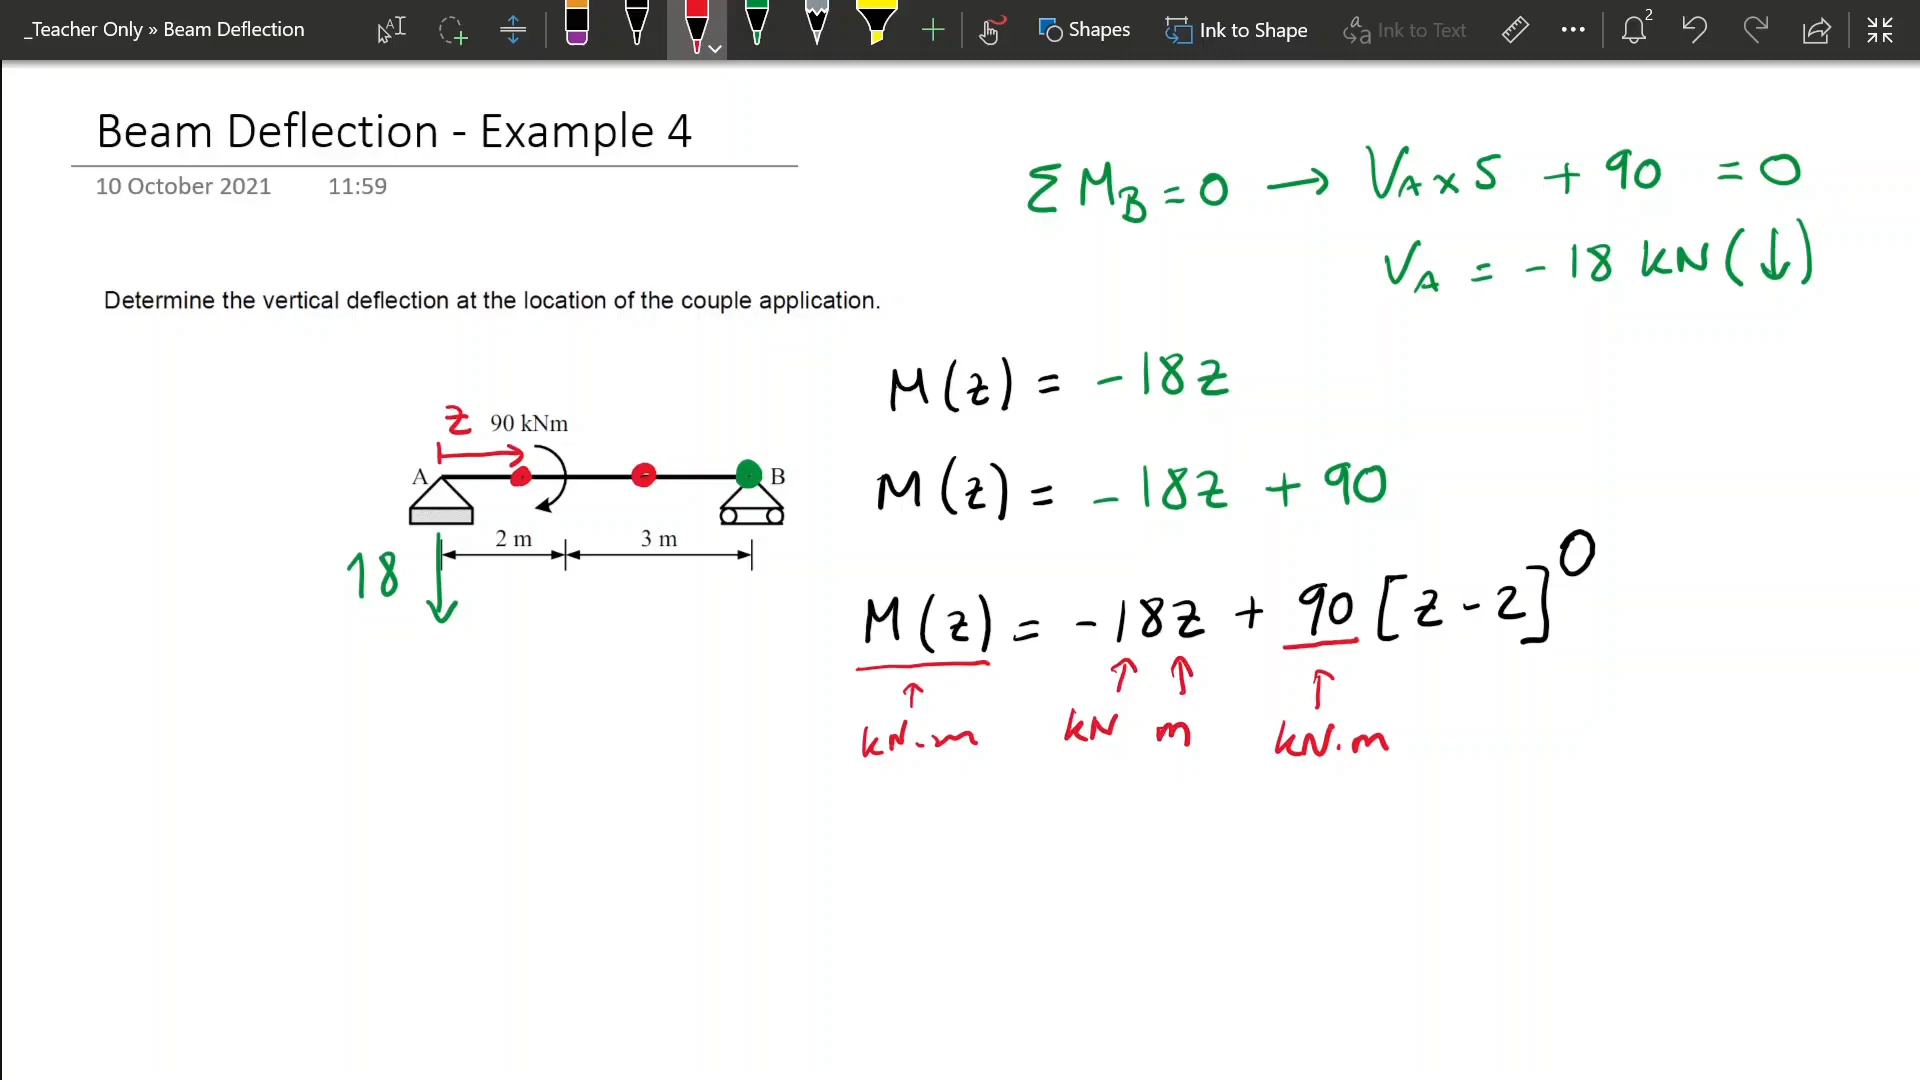 _Teacher Only » Beam Deflection
Shapes
Ink to Shape
Ink to Text
2
Beam Deflection - Example 4
10 October 2021 11:59
ΣM_B = 0 → V_A x 5 + 90 = 0
V_A = - 18 kN (↓)
Determine the vertical deflection at the location of the couple application.
M(z) = - 18z
z 90 kNm
A B
M(z) = - 18z + 90
2 m 3 m
18
M(z) = - 18z + 90 [z - 2]^0
kN.m kN m kN.m